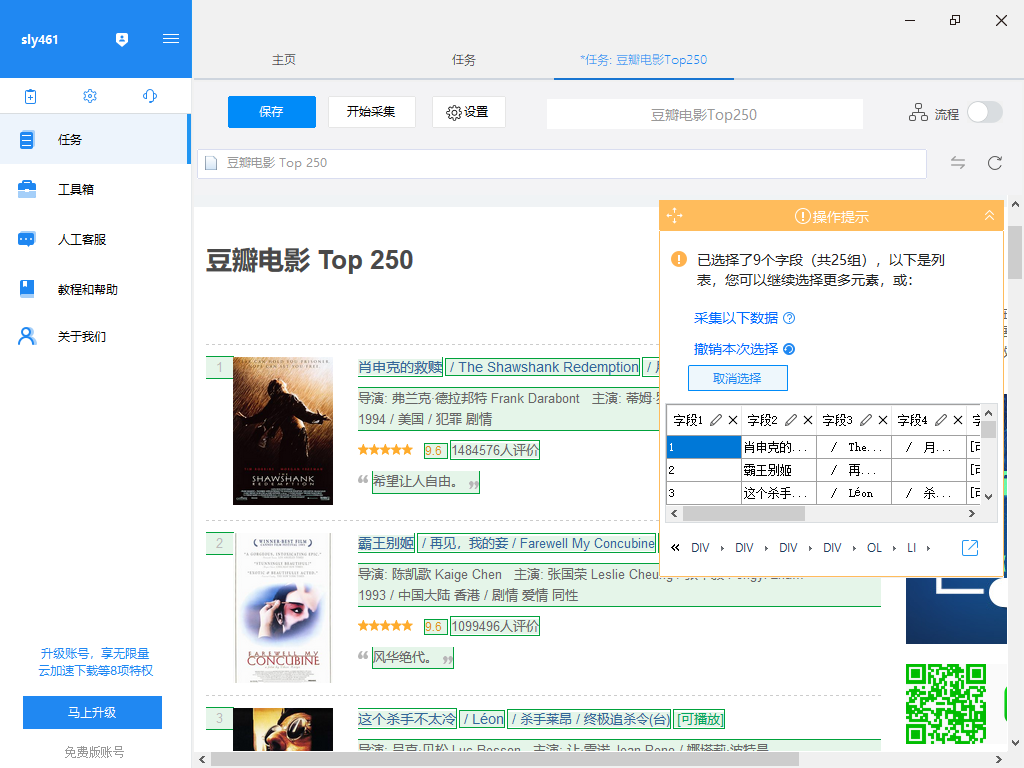 sly461
主页
任务
*任务: 豆瓣电影Top250
保存
开始采集
设置
豆瓣电影Top250
流程
任务
豆瓣电影 Top 250
工具箱
人工客服
教程和帮助
关于我们
升级账号，享无限量
云加速下载等8项特权
马上升级
免费版账号
豆瓣电影 Top 250
操作提示
已选择了9个字段（共25组），以下是列
表，您可以继续选择更多元素，或:
采集以下数据
撤销本次选择
取消选择
字段1 字段2 字段3 字段4
1 肖申克的... / The... / 月... 
2 霸王别姬 / 再...
3 这个杀手... / Léon / 杀...
DIV DIV DIV DIV OL LI
1
肖申克的救赎 / The Shawshank Redemption /
导演: 弗兰克·德拉邦特 Frank Darabont 主演: 蒂姆·
1994 / 美国 / 犯罪 剧情
9.6 1484576人评价
希望让人自由。
THE
SHAWSHANK
REDEMPTION
2
霸王别姬 / 再见，我的妾 / Farewell My Concubine
导演: 陈凯歌 Kaige Chen 主演: 张国荣 Leslie Cheung
1993 / 中国大陆 香港 / 剧情 爱情 同性
9.6 1099496人评价
风华绝代。
WINNER-BEST FILM
FAREWELL MY
CONCUBINE
3
这个杀手不太冷 / Léon / 杀手莱昂 / 终极追杀令(台) [可播放]
导演: 吕克·贝松 Luc Besson 主演: 让·雷诺 Jean Reno / 娜塔莉·波特曼